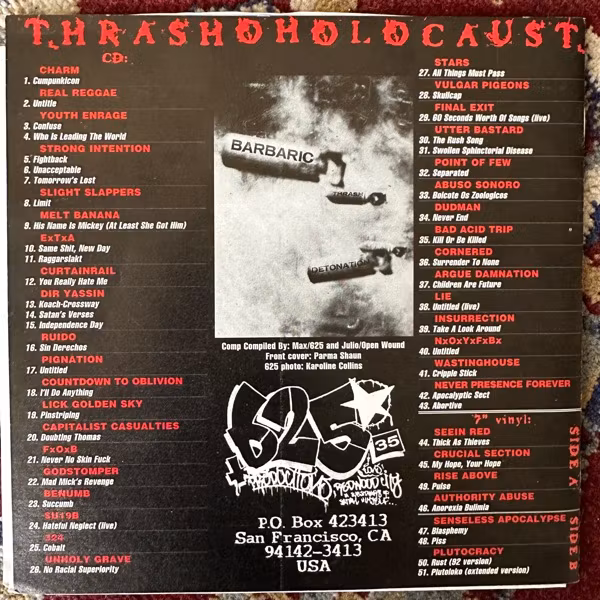 THRASHOHOLOCAUST
CD:
CHARM
1. Cumpunkicon
REAL REGGAE
2. Untitle
YOUTH ENRAGE
3. Confuse
4. Who Is Leading The World
STRONG INTENTION
5. Fightback
6. Unacceptable
7. Tomorrow's Lost
SLIGHT SLAPPERS
8. Limit
MELT BANANA
9. His Name Is Mickey (At Least She Got Him)
ExTxA
10. Same Shit, New Day
11. Raggarslakt
CURTAINRAIL
12. You Really Hate Me
DIR YASSIN
13. Koach-Crossway
14. Satan's Verses
15. Independence Day
RUIDO
16. Sin Derechos
PIGNATION
17. Untitled
COUNTDOWN TO OBLIVION
18. I'll Do Anything
LICK GOLDEN SKY
19. Pinstriping
CAPITALIST CASUALTIES
20. Doubting Thomas
FxOxB
21. Never No Skin Fuck
GODSTOMPER
22. Mad Mick's Revenge
BENUMB
23. Succumb
SU19B
24. Hateful Neglect (live)
324
25. Cobalt
UNHOLY GRAVE
26. No Racial Superiority
BARBARIC
THRASH
DETONATION
Comp Compiled By: Max/625 and Julio/Open Wound
Front cover: Parma Shaun
625 photo: Karoline Collins
625
35
PRODUCTIONS
P.O. Box 423413
San Francisco, CA
94142-3413
USA
STARS
27. All Things Must Pass
VULGAR PIGEONS
28. Skullcap
FINAL EXIT
29. 60 Seconds Worth Of Songs (live)
UTTER BASTARD
30. The Rush Song
31. Swollen Sphincterial Disease
POINT OF FEW
32. Separated
ABUSO SONORO
33. Boicote Os Zoologicos
DUDMAN
34. Never End
BAD ACID TRIP
35. Kill Or Be Killed
CORNERED
36. Surrender To None
ARGUE DAMNATION
37. Children Are Future
LIE
38. Untitled (live)
INSURRECTION
39. Take A Look Around
NxOxYxFxBx
40. Untitled
WASTINGHOUSE
41. Cripple Stick
NEVER PRESENCE FOREVER
42. Apocalyptic Sect
43. Abortive
7" vinyl:
SIDE A
SEEIN RED
44. Thick As Thieves
CRUCIAL SECTION
45. My Hope, Your Hope
RISE ABOVE
49. Pulse
AUTHORITY ABUSE
46. Anorexia Bulimia
SIDE B
SENSELESS APOCALYPSE
47. Blasphemy
48. Piss
PLUTOCRACY
50. Rust (92 version)
51. Plutoloko (extended version)